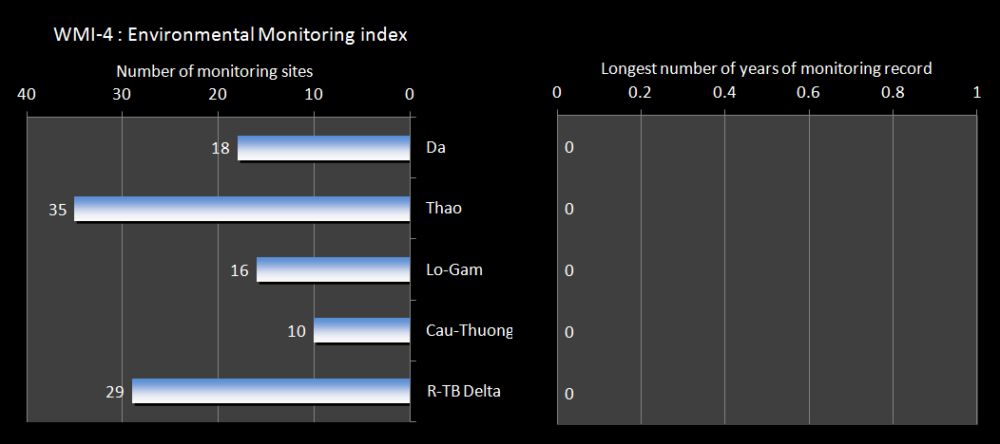 WMI-4 : Environmental Monitoring index
Number of monitoring sites
40 30 20 10 0
18 Da
35 Thao
16 Lo-Gam
10 Cau-Thuong
29 R-TB Delta
Longest number of years of monitoring record
0 0.2 0.4 0.6 0.8 1
0
0
0
0
0